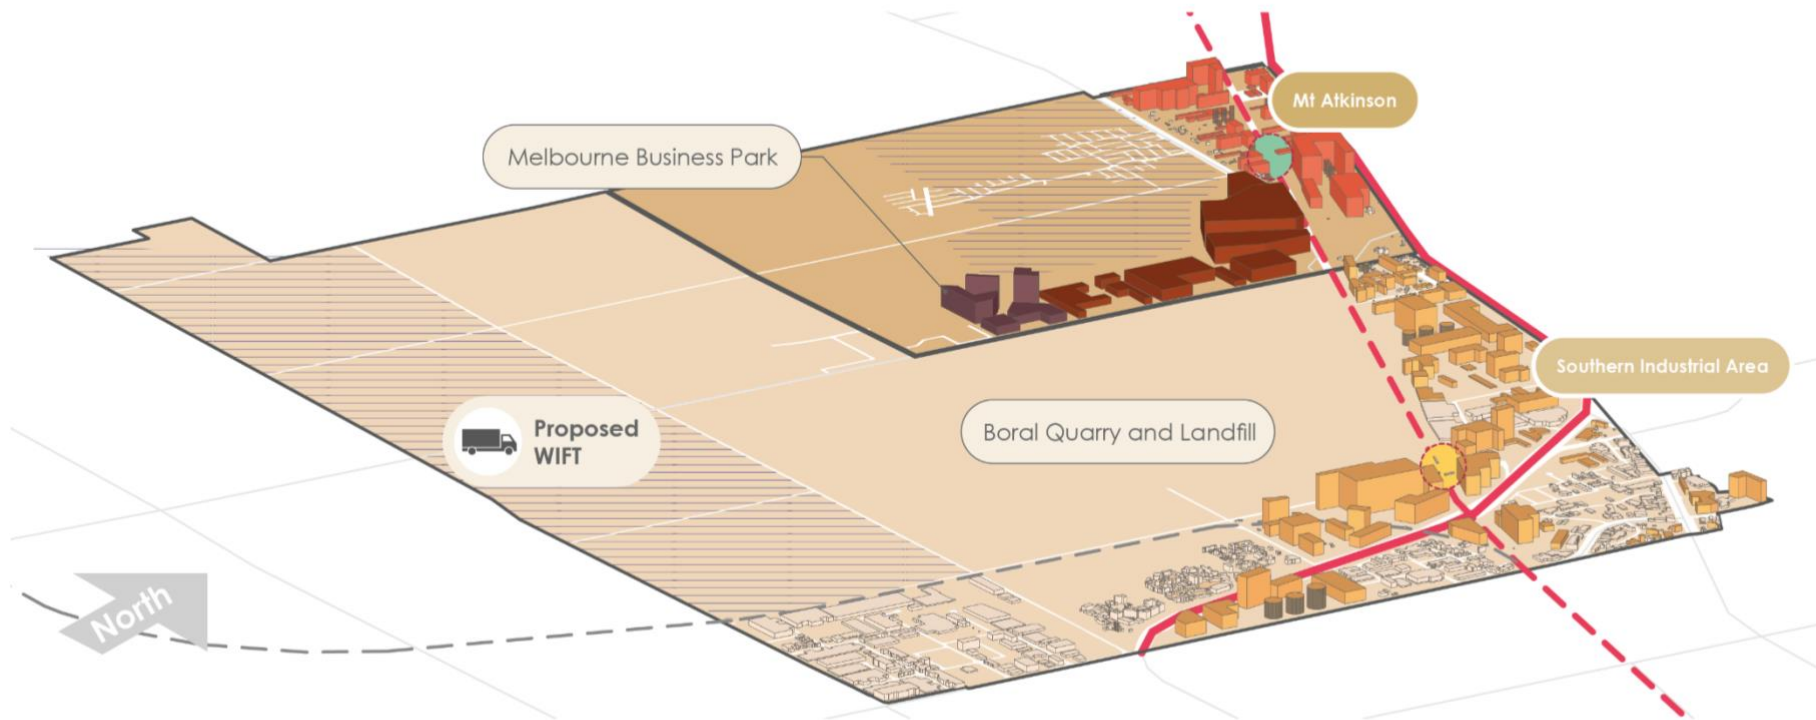 Mt Atkinson
Melbourne Business Park
Southern Industrial Area
Proposed
WIFT
Boral Quarry and Landfill
North